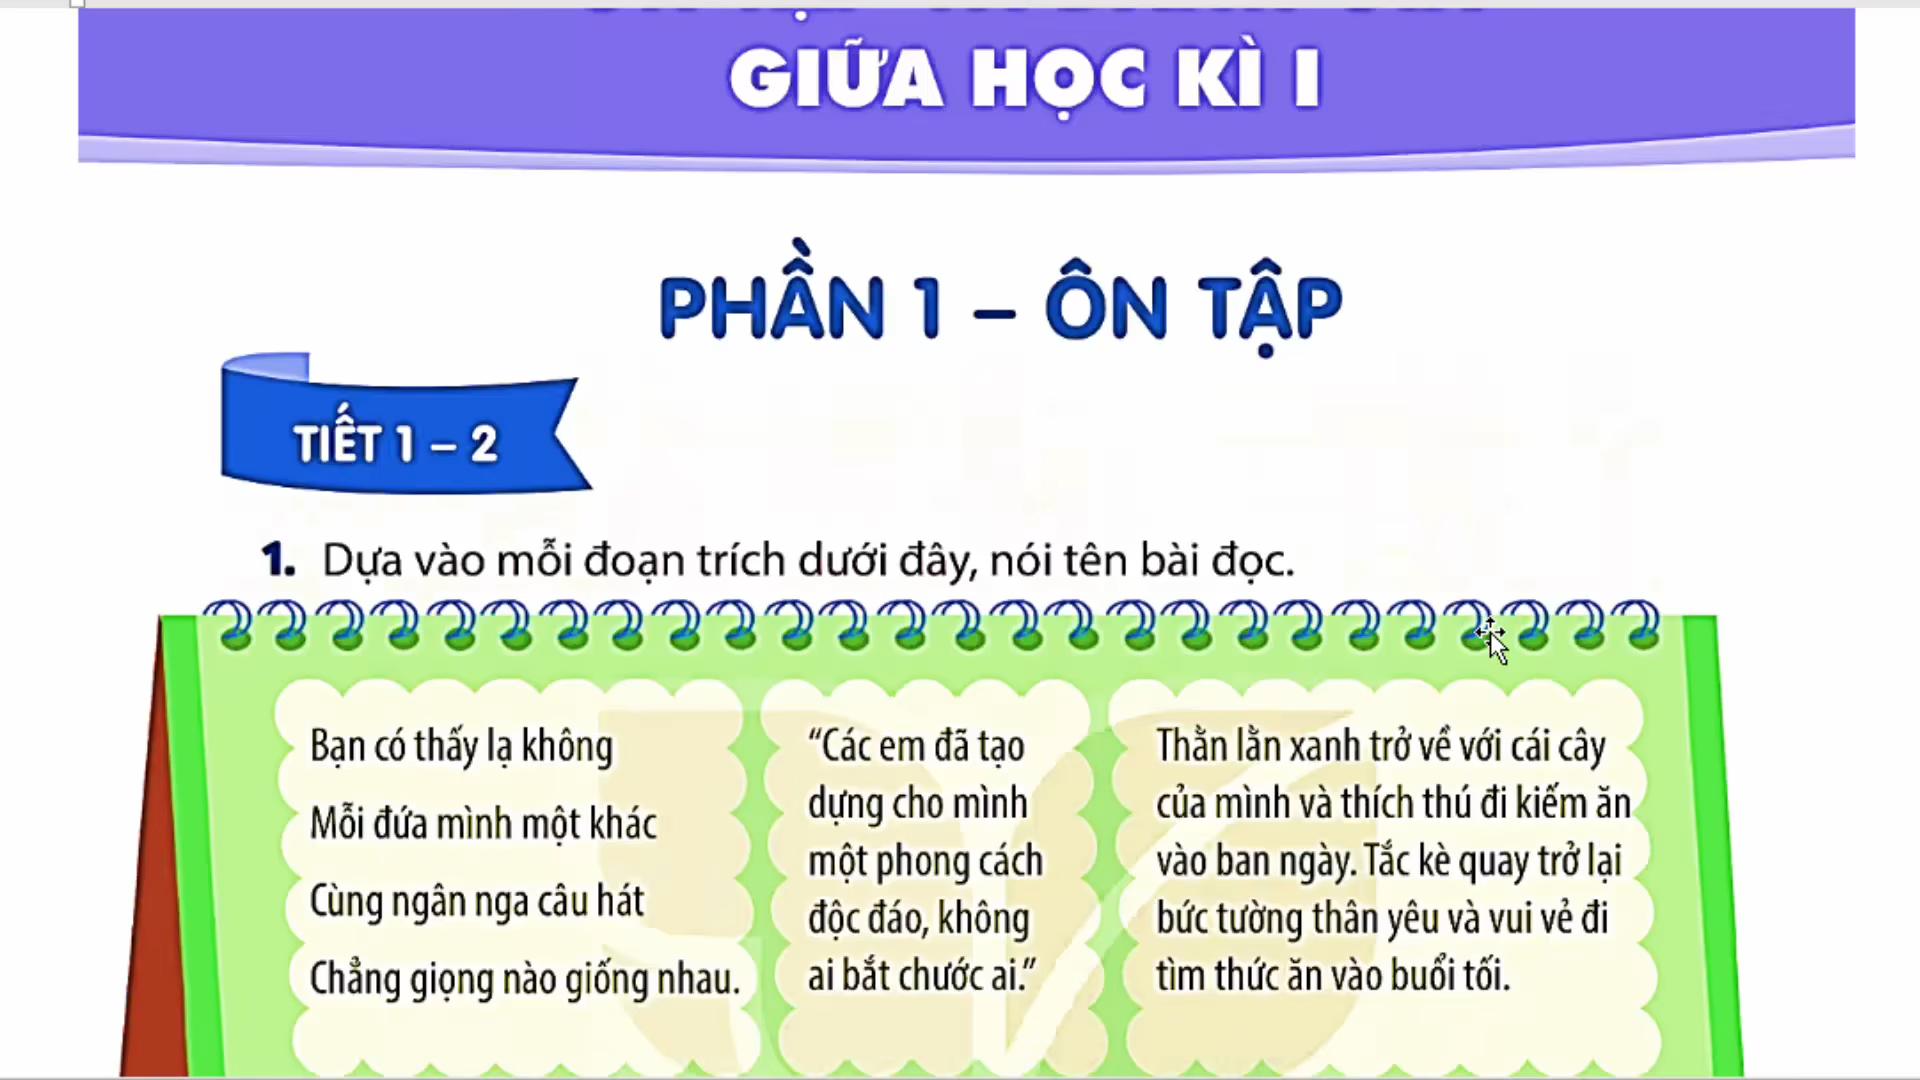 GIỮA HỌC KÌ I
PHẦN 1 – ÔN TẬP
TIẾT 1 – 2
1. Dựa vào mỗi đoạn trích dưới đây, nói tên bài đọc.
Bạn có thấy lạ không
Mỗi đứa mình một khác
Cùng ngân nga câu hát
Chẳng giọng nào giống nhau.
“Các em đã tạo
dựng cho mình
một phong cách
độc đáo, không
ai bắt chước ai.”
Thằn lằn xanh trở về với cái cây
của mình và thích thú đi kiếm ăn
vào ban ngày. Tắc kè quay trở lại
bức tường thân yêu và vui vẻ đi
tìm thức ăn vào buổi tối.